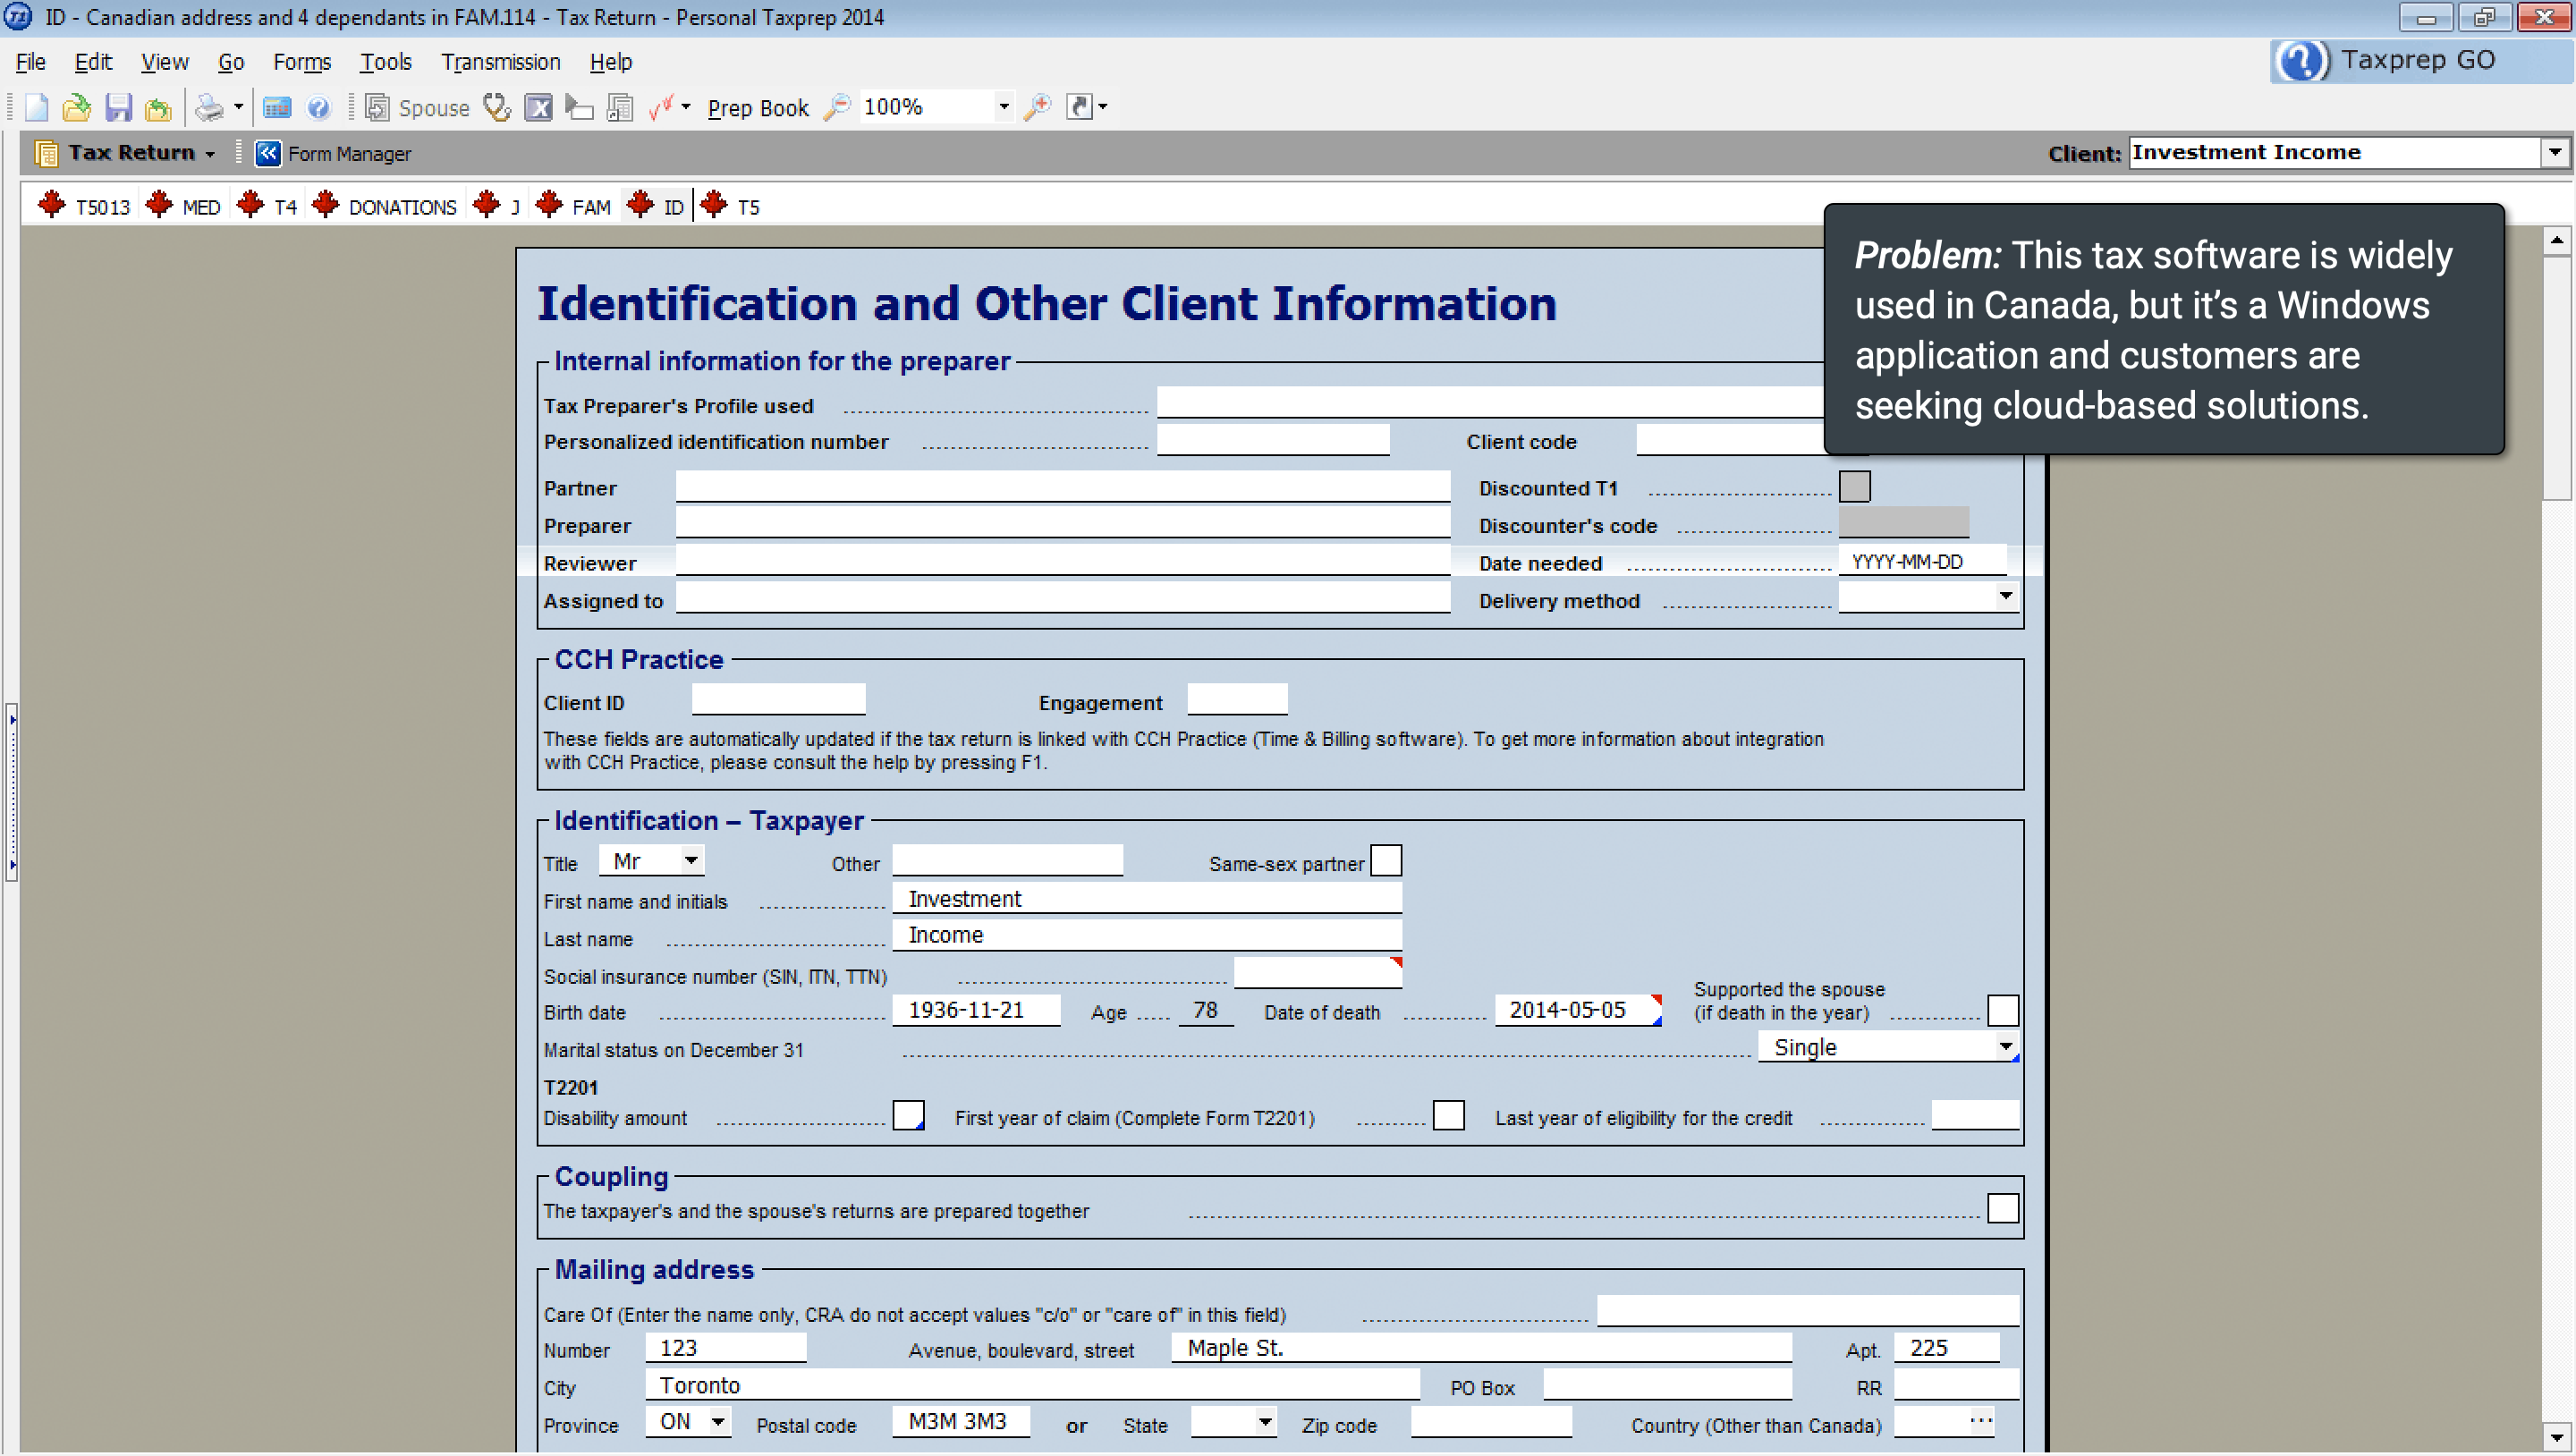 ID - Canadian address and 4 dependants in FAM.114 - Tax Return - Personal Taxprep 2014
File Edit View Go Forms Tools Transmission Help
Taxprep GO
Spouse Prep Book 100%
Tax Return Form Manager Client: Investment Income
T5013 MED T4 DONATIONS J FAM ID T5
Problem: This tax software is widely
used in Canada, but it’s a Windows
application and customers are
seeking cloud-based solutions.
Identification and Other Client Information
Internal information for the preparer
Tax Preparer's Profile used
Personalized identification number Client code
Partner Discounted T1
Preparer Discounter's code
Reviewer Date needed YYYY-MM-DD
Assigned to Delivery method
CCH Practice
Client ID Engagement
These fields are automatically updated if the tax return is linked with CCH Practice (Time & Billing software). To get more information about integration
with CCH Practice, please consult the help by pressing F1.
Identification – Taxpayer
Title Mr Other Same-sex partner
First name and initials Investment
Last name Income
Social insurance number (SIN, ITN, TTN)
Supported the spouse
Birth date 1936-11-21 Age 78 Date of death 2014-05-05 (if death in the year)
Marital status on December 31 Single
T2201
Disability amount First year of claim (Complete Form T2201) Last year of eligibility for the credit
Coupling
The taxpayer's and the spouse's returns are prepared together
Mailing address
Care Of (Enter the name only, CRA do not accept values "c/o" or "care of" in this field)
Number 123 Avenue, boulevard, street Maple St. Apt. 225
City Toronto PO Box RR
Province ON Postal code M3M 3M3 or State Zip code Country (Other than Canada) ...